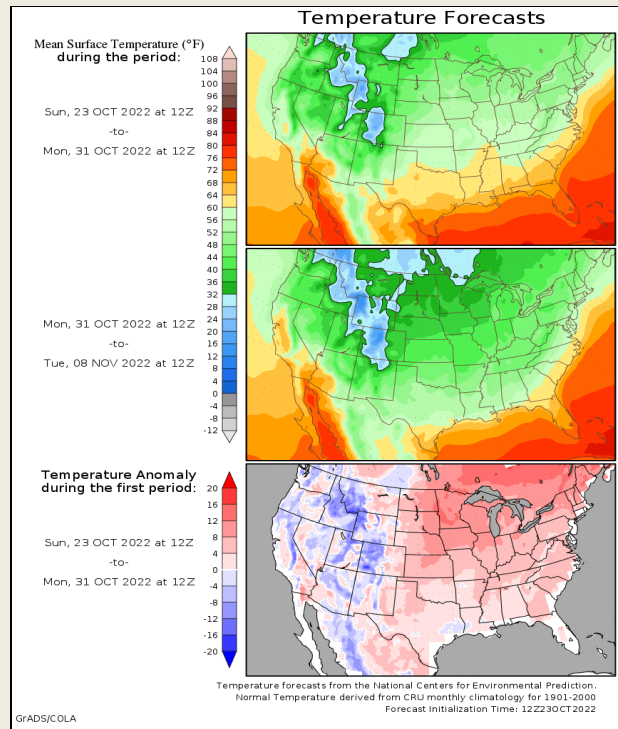 Temperature Forecasts
Mean Surface Temperature (°F)
during the period:
108
104
100
96
92
88
84
80
76
72
68
64
60
56
52
48
44
40
36
32
28
24
20
16
12
8
4
0
-4
-8
-12
Sun, 23 OCT 2022 at 12Z
-to-
Mon, 31 OCT 2022 at 12Z
Mon, 31 OCT 2022 at 12Z
-to-
Tue, 08 NOV 2022 at 12Z
Temperature Anomaly
during the first period:
20
16
12
8
4
0
-4
-8
-12
-16
-20
Sun, 23 OCT 2022 at 12Z
-to-
Mon, 31 OCT 2022 at 12Z
Temperature forecasts from the National Centers for Environmental Prediction.
Normal Temperature derived from CRU monthly climatology for 1901-2000
Forecast Initialization Time: 12Z23OCT2022
GrADS/COLA